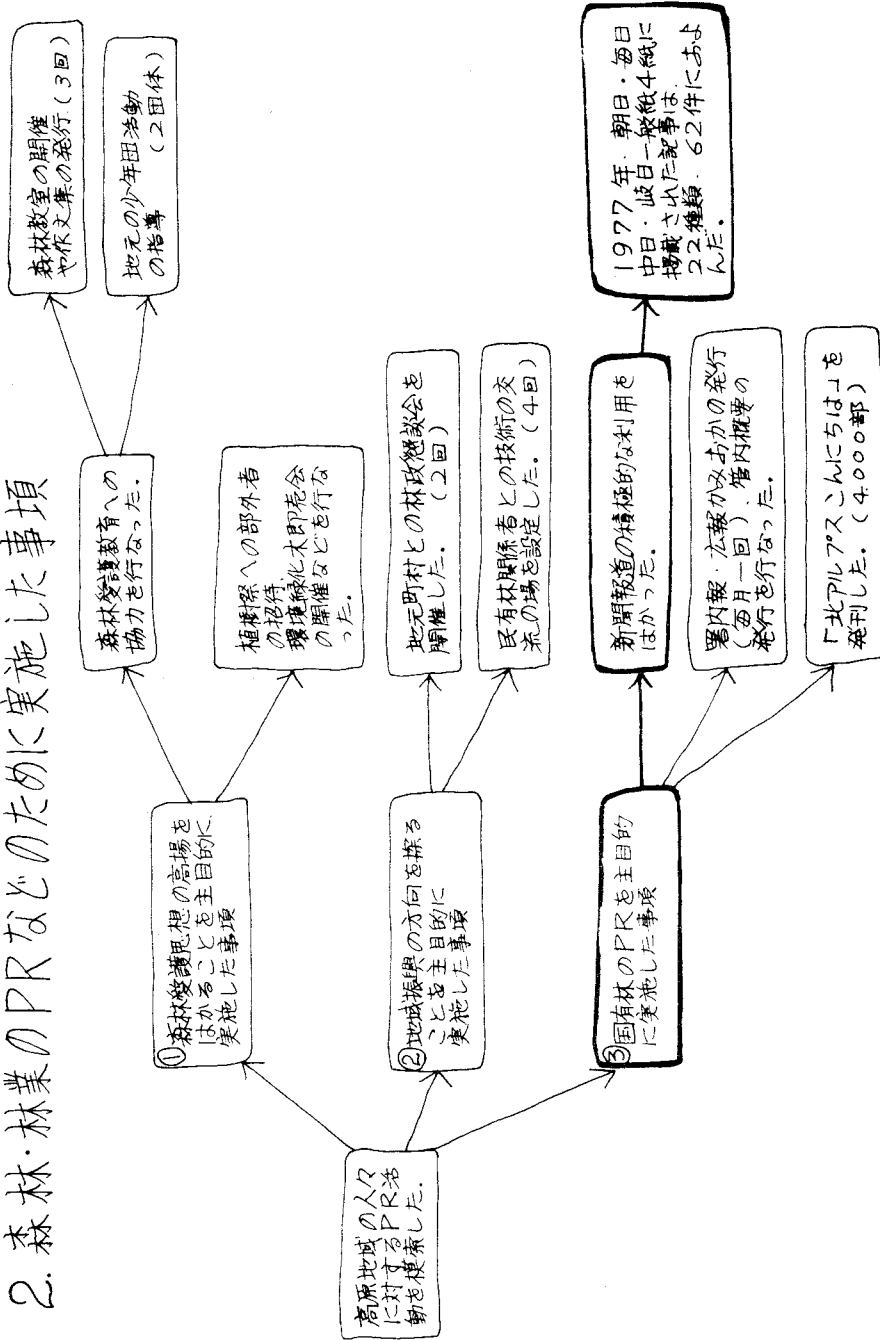 2. 森林・林業のPRなどのために実施した事項
高原地域の人々
に対するPR活
動を模索した。
①森林愛護思想の高揚を
はかることを主目的に
実施した事項
森林愛護教育への
協力を行なった。
森林教室の開催
や作文集の発行(3回)
地元の少年団活動
の指導 (2団体)
植樹祭への部外者
の招待
環境緑化木即売会
の開催などを行な
った。
②地域振興の方向を探る
ことを主目的に
実施した事項
地元町村との林政懇談会を
開催した。 (2回)
民有林関係者との技術の交
流の場を設定した。(4回)
③国有林のPRを主目的
に実施した事項
新聞報道の積極的な利用を
はかった。
1977年、朝日・毎日
中日・岐日一般紙4紙に
掲載された記事は
22種類、62件におよ
んだ。
署内報・広報かみおかの発行
(毎月一回)、管内概要の
発行を行なった。
「北アルプスこんにちは」を
発刊した。(4,000部)